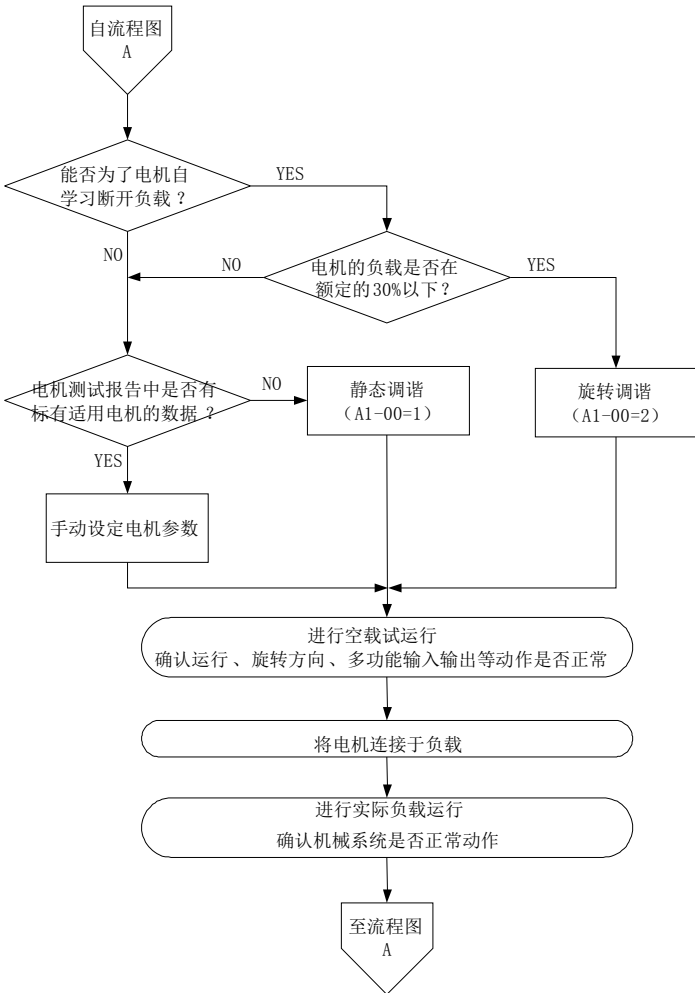 自流程图
A
能否为了电机自
学习断开负载？
YES
NO
电机的负载是否在
额定的30%以下？
NO
YES
电机测试报告中是否有
标有适用电机的数据？
NO
YES
静态调谐
（A1-00=1）
旋转调谐
（A1-00=2）
手动设定电机参数
进行空载试运行
确认运行、旋转方向、多功能输入输出等动作是否正常
将电机连接于负载
进行实际负载运行
确认机械系统是否正常动作
至流程图
A